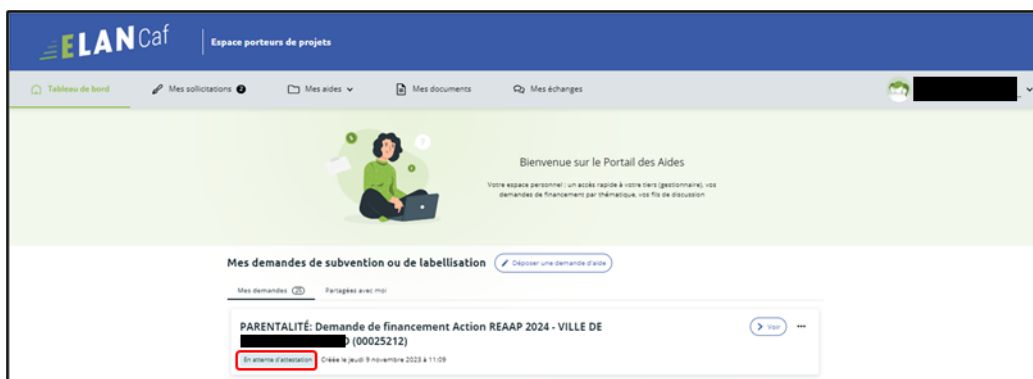 ELANCaf
Espace porteurs de projets
Tableau de bord
Mes sollicitations 2
Mes aides
Mes documents
Mes échanges
Bienvenue sur le Portail des Aides
Votre espace personnel : un accès rapide à votre tiers (gestionnaire), vos
demandes de financement par thématique, vos fils de discussion
Mes demandes de subvention ou de labellisation
Déposer une demande d'aide
Mes demandes 25
Partagées avec moi
PARENTALITÉ: Demande de financement Action REAAP 2024 - VILLE DE
(00025212)
Voir
En attente d'attestation
Créée le jeudi 9 novembre 2023 à 11:09